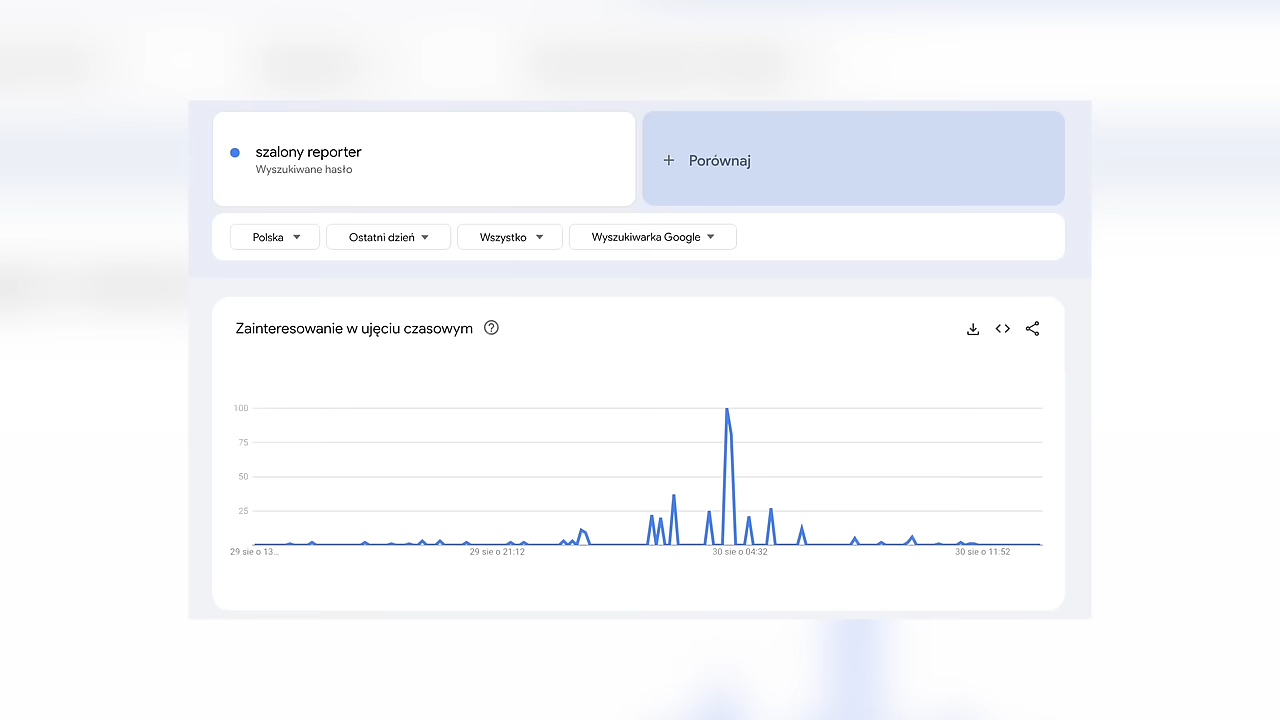 szalony reporter
Wyszukiwane hasło
+ Porównaj
Polska
Ostatni dzień
Wszystko
Wyszukiwarka Google
Zainteresowanie w ujęciu czasowym
100
75
50
25
29 sie o 13...
29 sie o 21:12
30 sie o 04:32
30 sie o 11:52